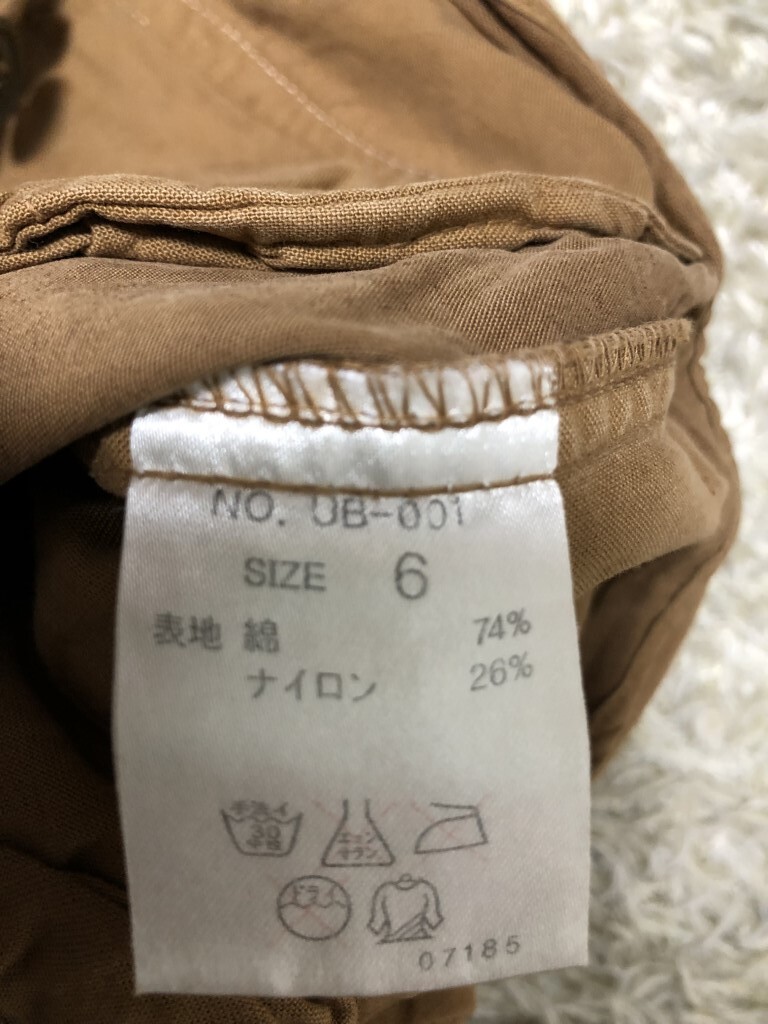 NO. UB-001
SIZE 6
表地 綿 74%
ナイロン 26%
手洗イ
30
中性
エンソ
サラシ
ドライ
07185